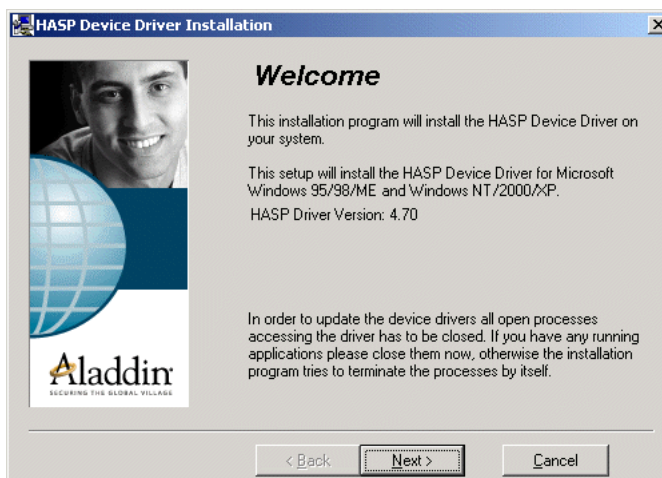 HASP Device Driver Installation
Welcome
This installation program will install the HASP Device Driver on
your system.
This setup will install the HASP Device Driver for Microsoft
Windows 95/98/ME and Windows NT/2000/XP.
HASP Driver Version: 4.70
In order to update the device drivers all open processes
accessing the driver has to be closed. If you have any running
applications please close them now, otherwise the installation
program tries to terminate the processes by itself.
Aladdin
SECURING THE GLOBAL VILLAGE
< Back
Next >
Cancel